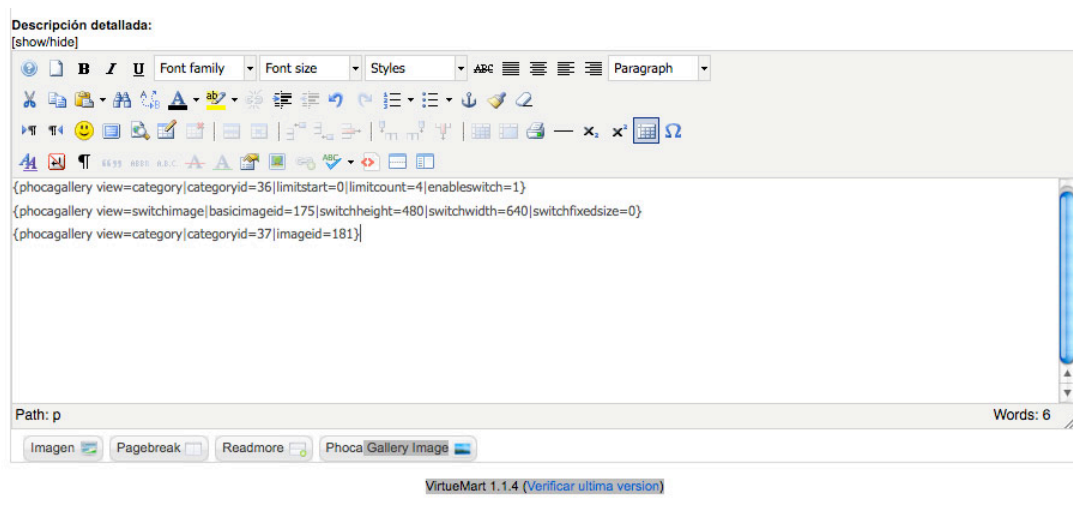 Descripción detallada:
[show/hide]
B I U Font family Font size Styles ABC Paragraph
{phocagallery view=category|categoryid=36|limitstart=0|limitcount=4|enableswitch=1}
{phocagallery view=switchimage|basicimageid=175|switchheight=480|switchwidth=640|switchfixedsize=0}
{phocagallery view=category|categoryid=37|imageid=181}
Path: p Words: 6
Imagen Pagebreak Readmore Phoca Gallery Image
VirtueMart 1.1.4 (Verificar ultima version)